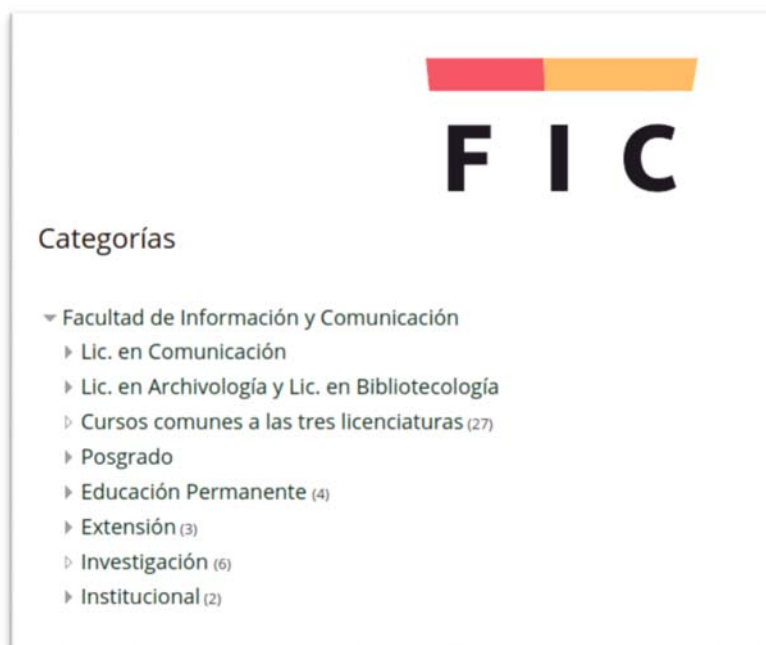 F I C
Categorías
Facultad de Información y Comunicación
Lic. en Comunicación
Lic. en Archivología y Lic. en Bibliotecología
Cursos comunes a las tres licenciaturas (27)
Posgrado
Educación Permanente (4)
Extensión (3)
Investigación (6)
Institucional (2)